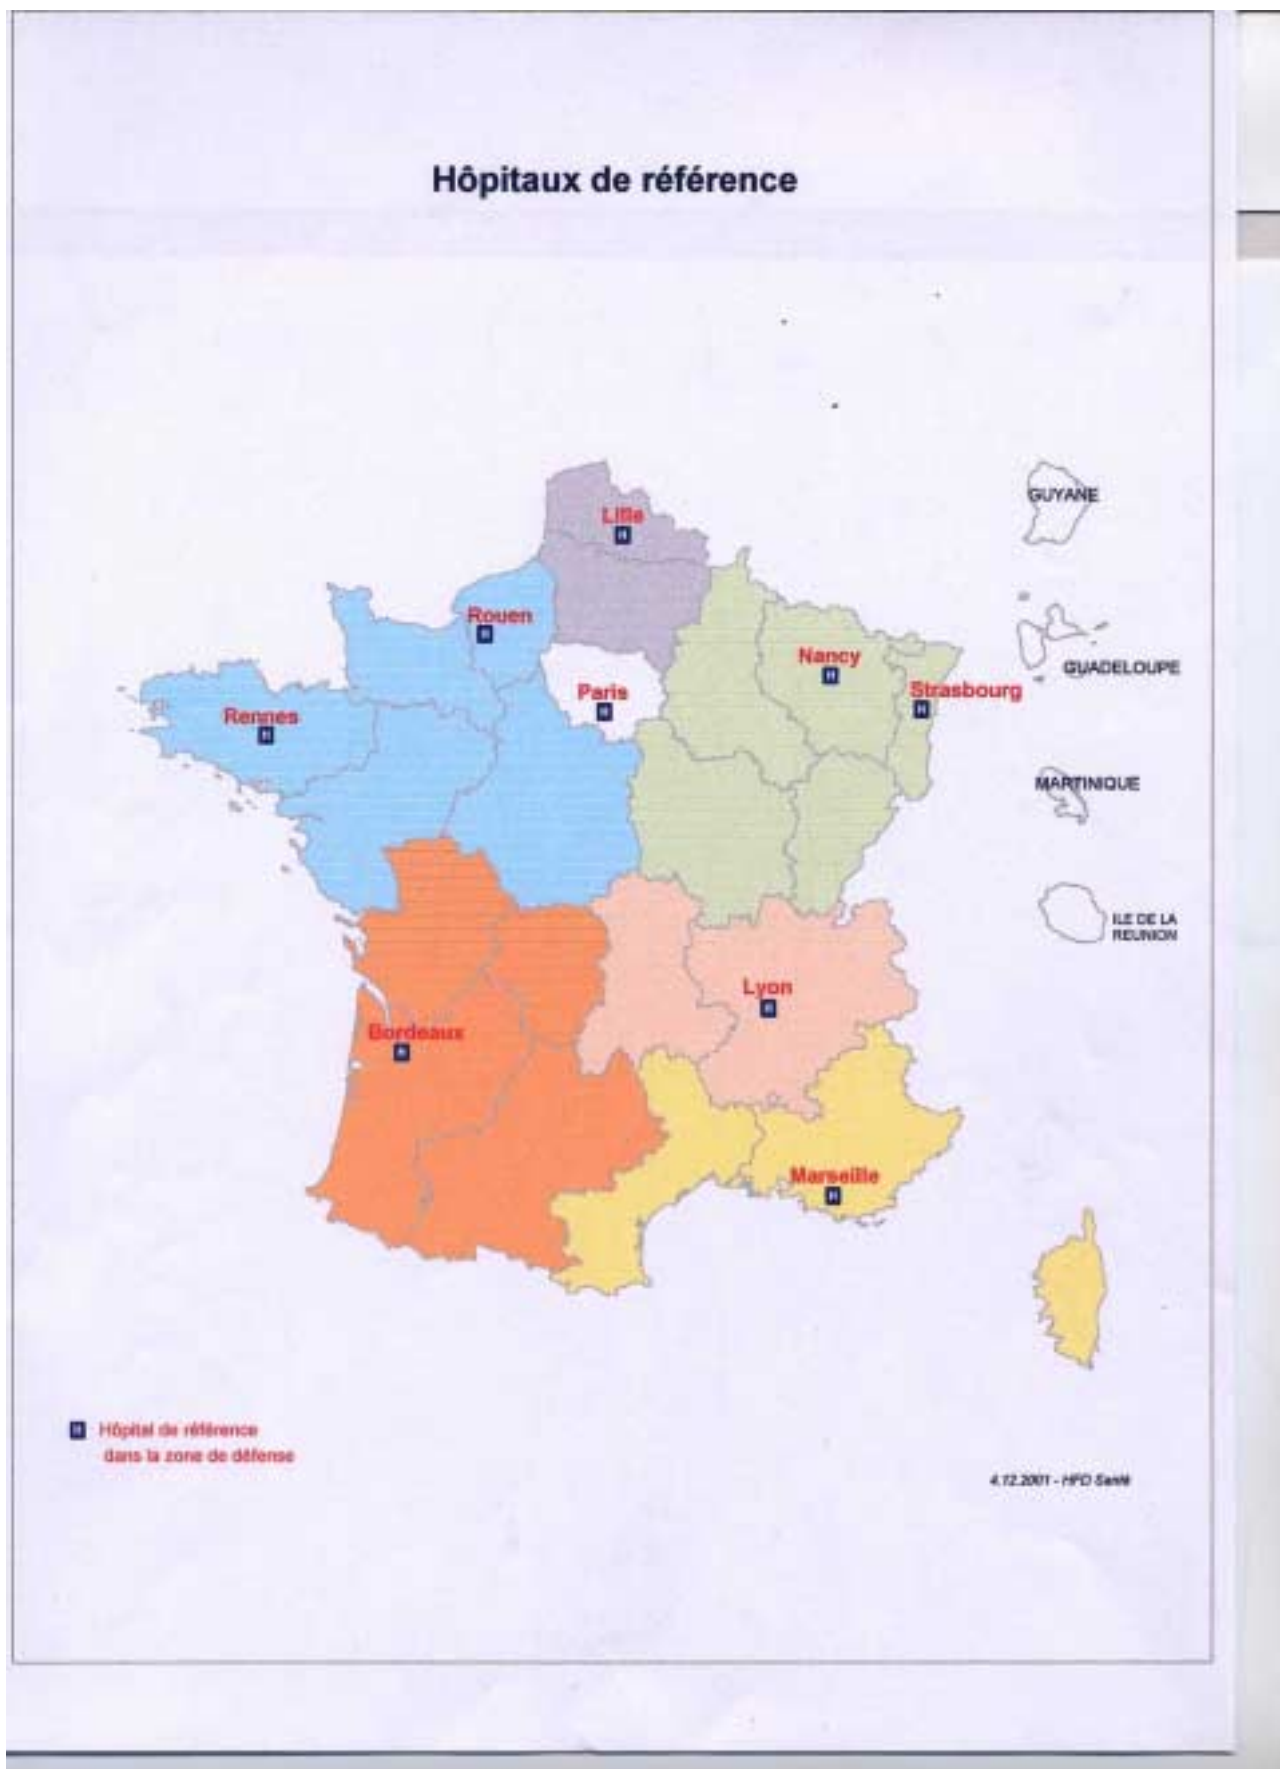 Hôpitaux de référence
Lille
GUYANE
Rouen
Nancy
GUADELOUPE
Paris
Strasbourg
Rennes
MARTINIQUE
ILE DE LA
REUNION
Lyon
Bordeaux
Marseille
H Hôpital de référence
dans la zone de défense
4.12.2001 - HFD Santé